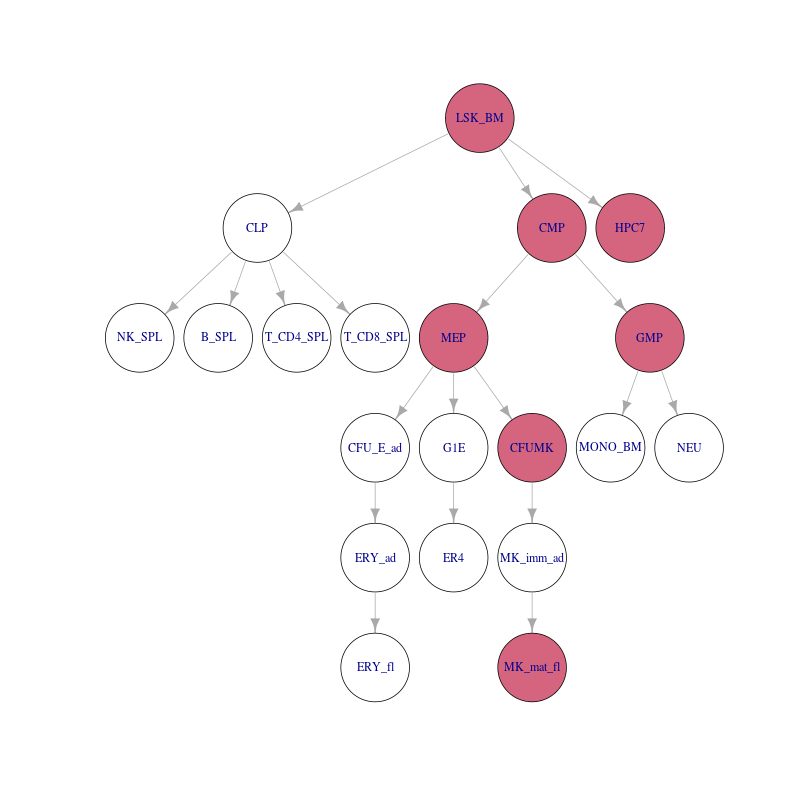 LSK_BM
CLP
CMP
HPC7
NK_SPL
B_SPL
T_CD4_SPL
T_CD8_SPL
MEP
GMP
CFU_E_ad
G1E
CFUMK
MONO_BM
NEU
ERY_ad
ER4
MK_imm_ad
ERY_fl
MK_mat_fl